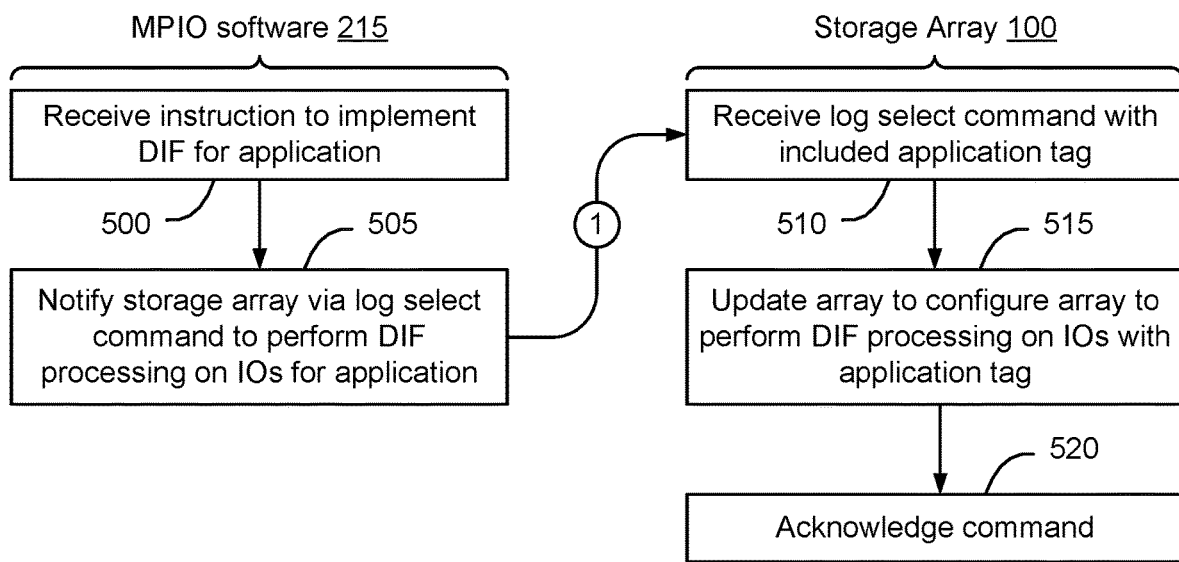 MPIO software 215
Receive instruction to implement
DIF for application
500
505
Notify storage array via log select
command to perform DIF
processing on IOs for application
1
Storage Array 100
Receive log select command with
included application tag
510
515
Update array to configure array to
perform DIF processing on IOs with
application tag
520
Acknowledge command